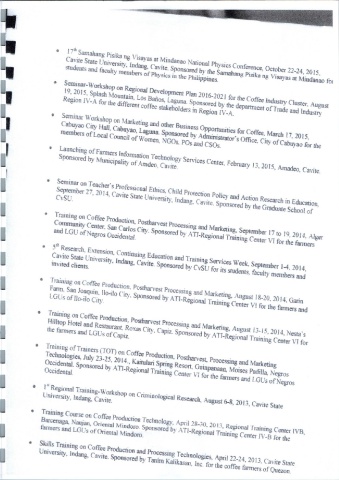 17th Samahang Pisika ng Visayas at Mindanao National Physics Conference, October 22-24, 2015,
Cavite State University, Indang, Cavite. Sponsored by the Samahang Pisika ng Visayas at Mindanao for
students and faculty members of Physics in the Philippines.
Seminar-Workshop on Regional Development Plan 2016-2021 for the Coffee Industry Cluster, August
19, 2015, Splash Mountain, Los Baños, Laguna. Sponsored by the department of Trade and Industry
Region IV-A for the different coffee stakeholders in Region IV-A.
Seminar Workshop on Marketing and other Business Opportunities for Coffee, March 17, 2015,
Cabuyao City Hall, Cabuyao, Laguna. Sponsored by Administrator's Office, City of Cabuyao for the
members of Local Council of Women, NGOs, POs and CSOs.
Launching of Farmers Information Technology Services Center, February 13, 2015, Amadeo, Cavite.
Sponsored by Municipality of Amadeo, Cavite
Seminar on Teacher's Professional Ethics, Child Protection Policy and Action Research in Education,
September 27, 2014, Cavite State University, Indang, Cavite. Sponsored by the Graduate School of
CvSU.
Training on Coffee Production, Postharvest Processing and Marketing, September 17 to 19, 2014, Alger
Community Center, San Carlos City. Sponsored by ATI-Regional Training Center VI for the farmers
and LGU of Negros Occidental.
5th Research, Extension, Continuing Education and Training Services Week, September 1-4, 2014,
Cavite State University, Indang, Cavite. Sponsored by CvSU for its students, faculty members and
invited clients.
Training on Coffee Production, Postharvest Processing and Marketing, August 18-20, 2014, Garin
Farm, San Joaquin, Ilo-ilo City. Sponsored by ATI-Regional Training Center VI for the farmers and
LGUs of Ilo-ilo City.
Training on Coffee Production, Postharvest Processing and Marketing, August 13-15, 2014,
Hilltop Hotel and Restaurant, Roxas City, Capiz. Sponsored by ATI-Regional Training Center VI for
the farmers and LGUs of Capiz.
Training of Trainers (TOT) on Coffee Production, Postharvest, Processing and Marketing
Technologies, July 23-25, 2014, Spring Resort, Moises Padilla, Negros
Occidental. Sponsored by ATI-Regional Training Center VI for the farmers and LGUs of Negros
Occidental.
1st Regional Training-Workshop on Criminological Research, August 6-8, 2013, Cavite State
University, Indang, Cavite.
Training Course on Coffee Production Technology, April 28-30, 2013, Regional Training Center IVB,
Barcenaga, Naujan, Oriental Mindoro. Sponsored by ATI-Regional Training Center IV-B for the
farmers and LGUs of Oriental Mindoro.
Skills Training on Coffee Production and Processing Technologies, April 22-24, 2013, Cavite State
University, Indang, Cavite. Sponsored by Tanim Kalikasan, Inc. for the coffee farmers of Quezon